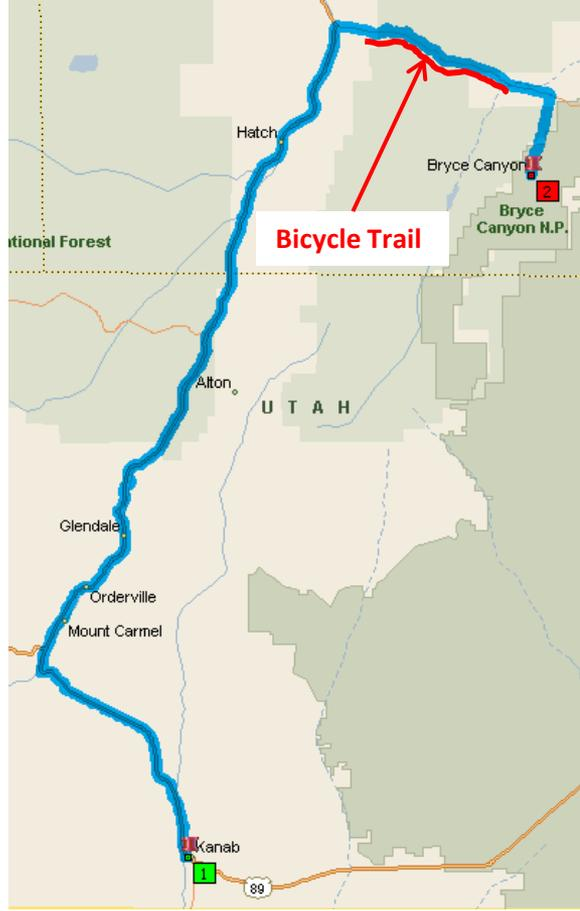 Hatch
Bryce Canyon
2
Bryce
Canyon N.P.
ational Forest
Bicycle Trail
Alton
U T A H
Glendale
Orderville
Mount Carmel
Kanab
1
89